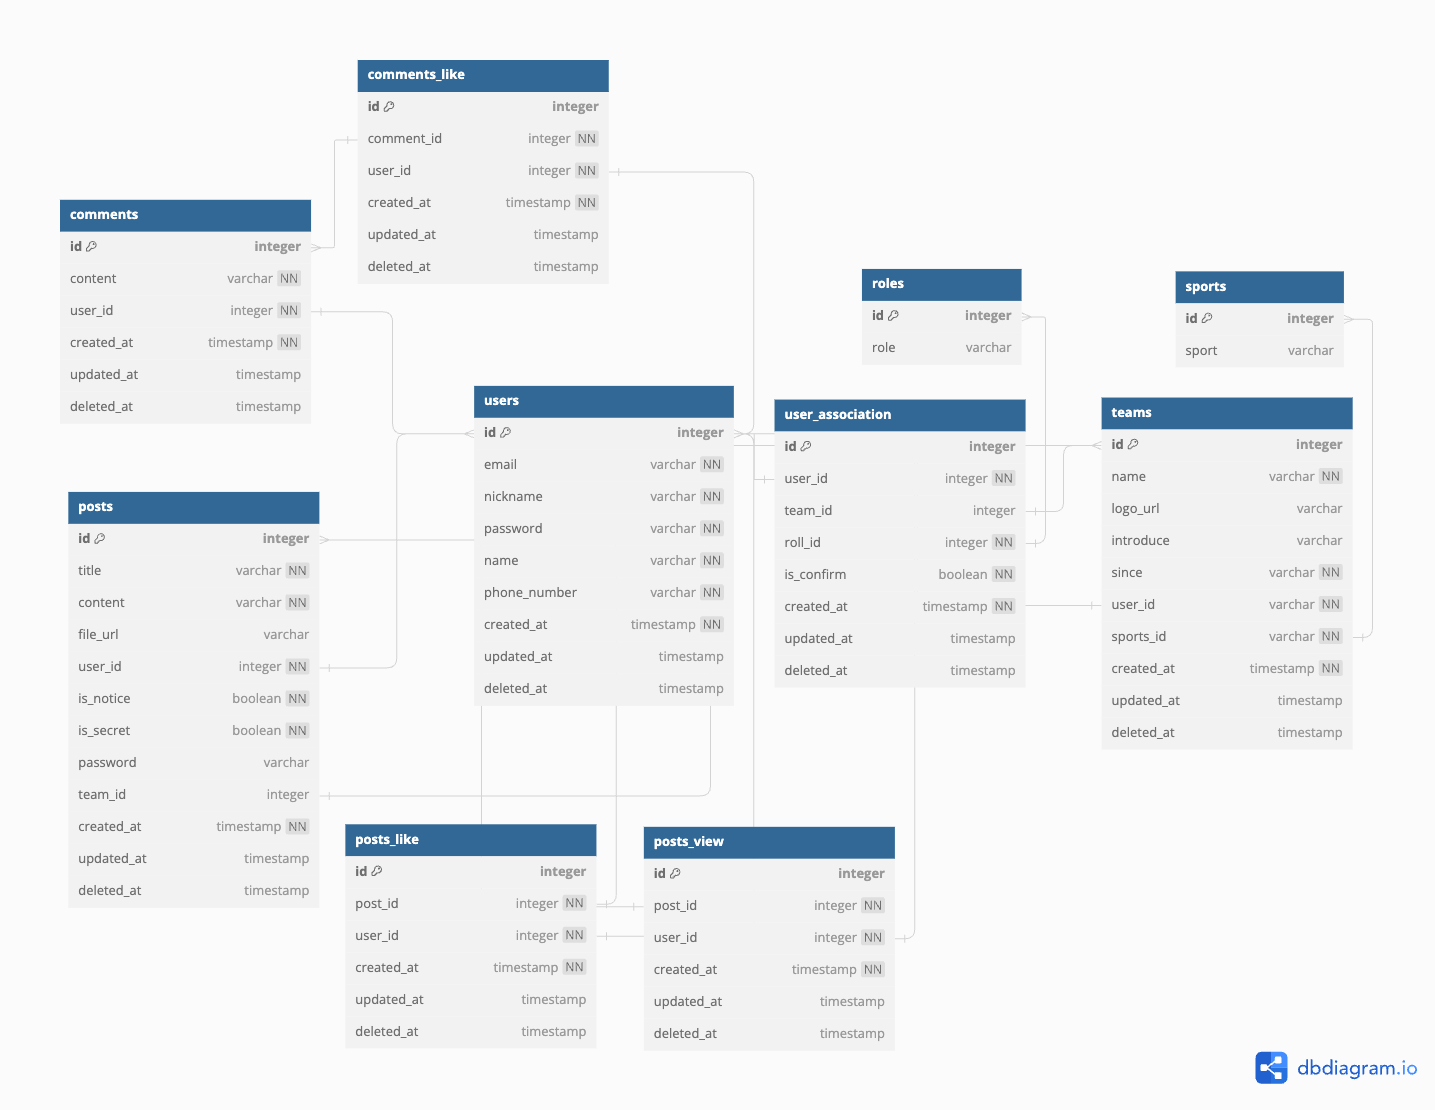 comments_like
id integer
comment_id integer NN
user_id integer NN
created_at timestamp NN
updated_at timestamp
deleted_at timestamp
comments
id integer
content varchar NN
user_id integer NN
created_at timestamp NN
updated_at timestamp
deleted_at timestamp
roles
id integer
role varchar
sports
id integer
sport varchar
users
id integer
email varchar NN
nickname varchar NN
password varchar NN
name varchar NN
phone_number varchar NN
created_at timestamp NN
updated_at timestamp
deleted_at timestamp
user_association
id integer
user_id integer NN
team_id integer
roll_id integer NN
is_confirm boolean NN
created_at timestamp NN
updated_at timestamp
deleted_at timestamp
teams
id integer
name varchar NN
logo_url varchar
introduce varchar
since varchar NN
user_id varchar NN
sports_id varchar NN
created_at timestamp NN
updated_at timestamp
deleted_at timestamp
posts
id integer
title varchar NN
content varchar NN
file_url varchar
user_id integer NN
is_notice boolean NN
is_secret boolean NN
password varchar
team_id integer
created_at timestamp NN
updated_at timestamp
deleted_at timestamp
posts_like
id integer
post_id integer NN
user_id integer NN
created_at timestamp NN
updated_at timestamp
deleted_at timestamp
posts_view
id integer
post_id integer NN
user_id integer NN
created_at timestamp NN
updated_at timestamp
deleted_at timestamp
dbdiagram.io